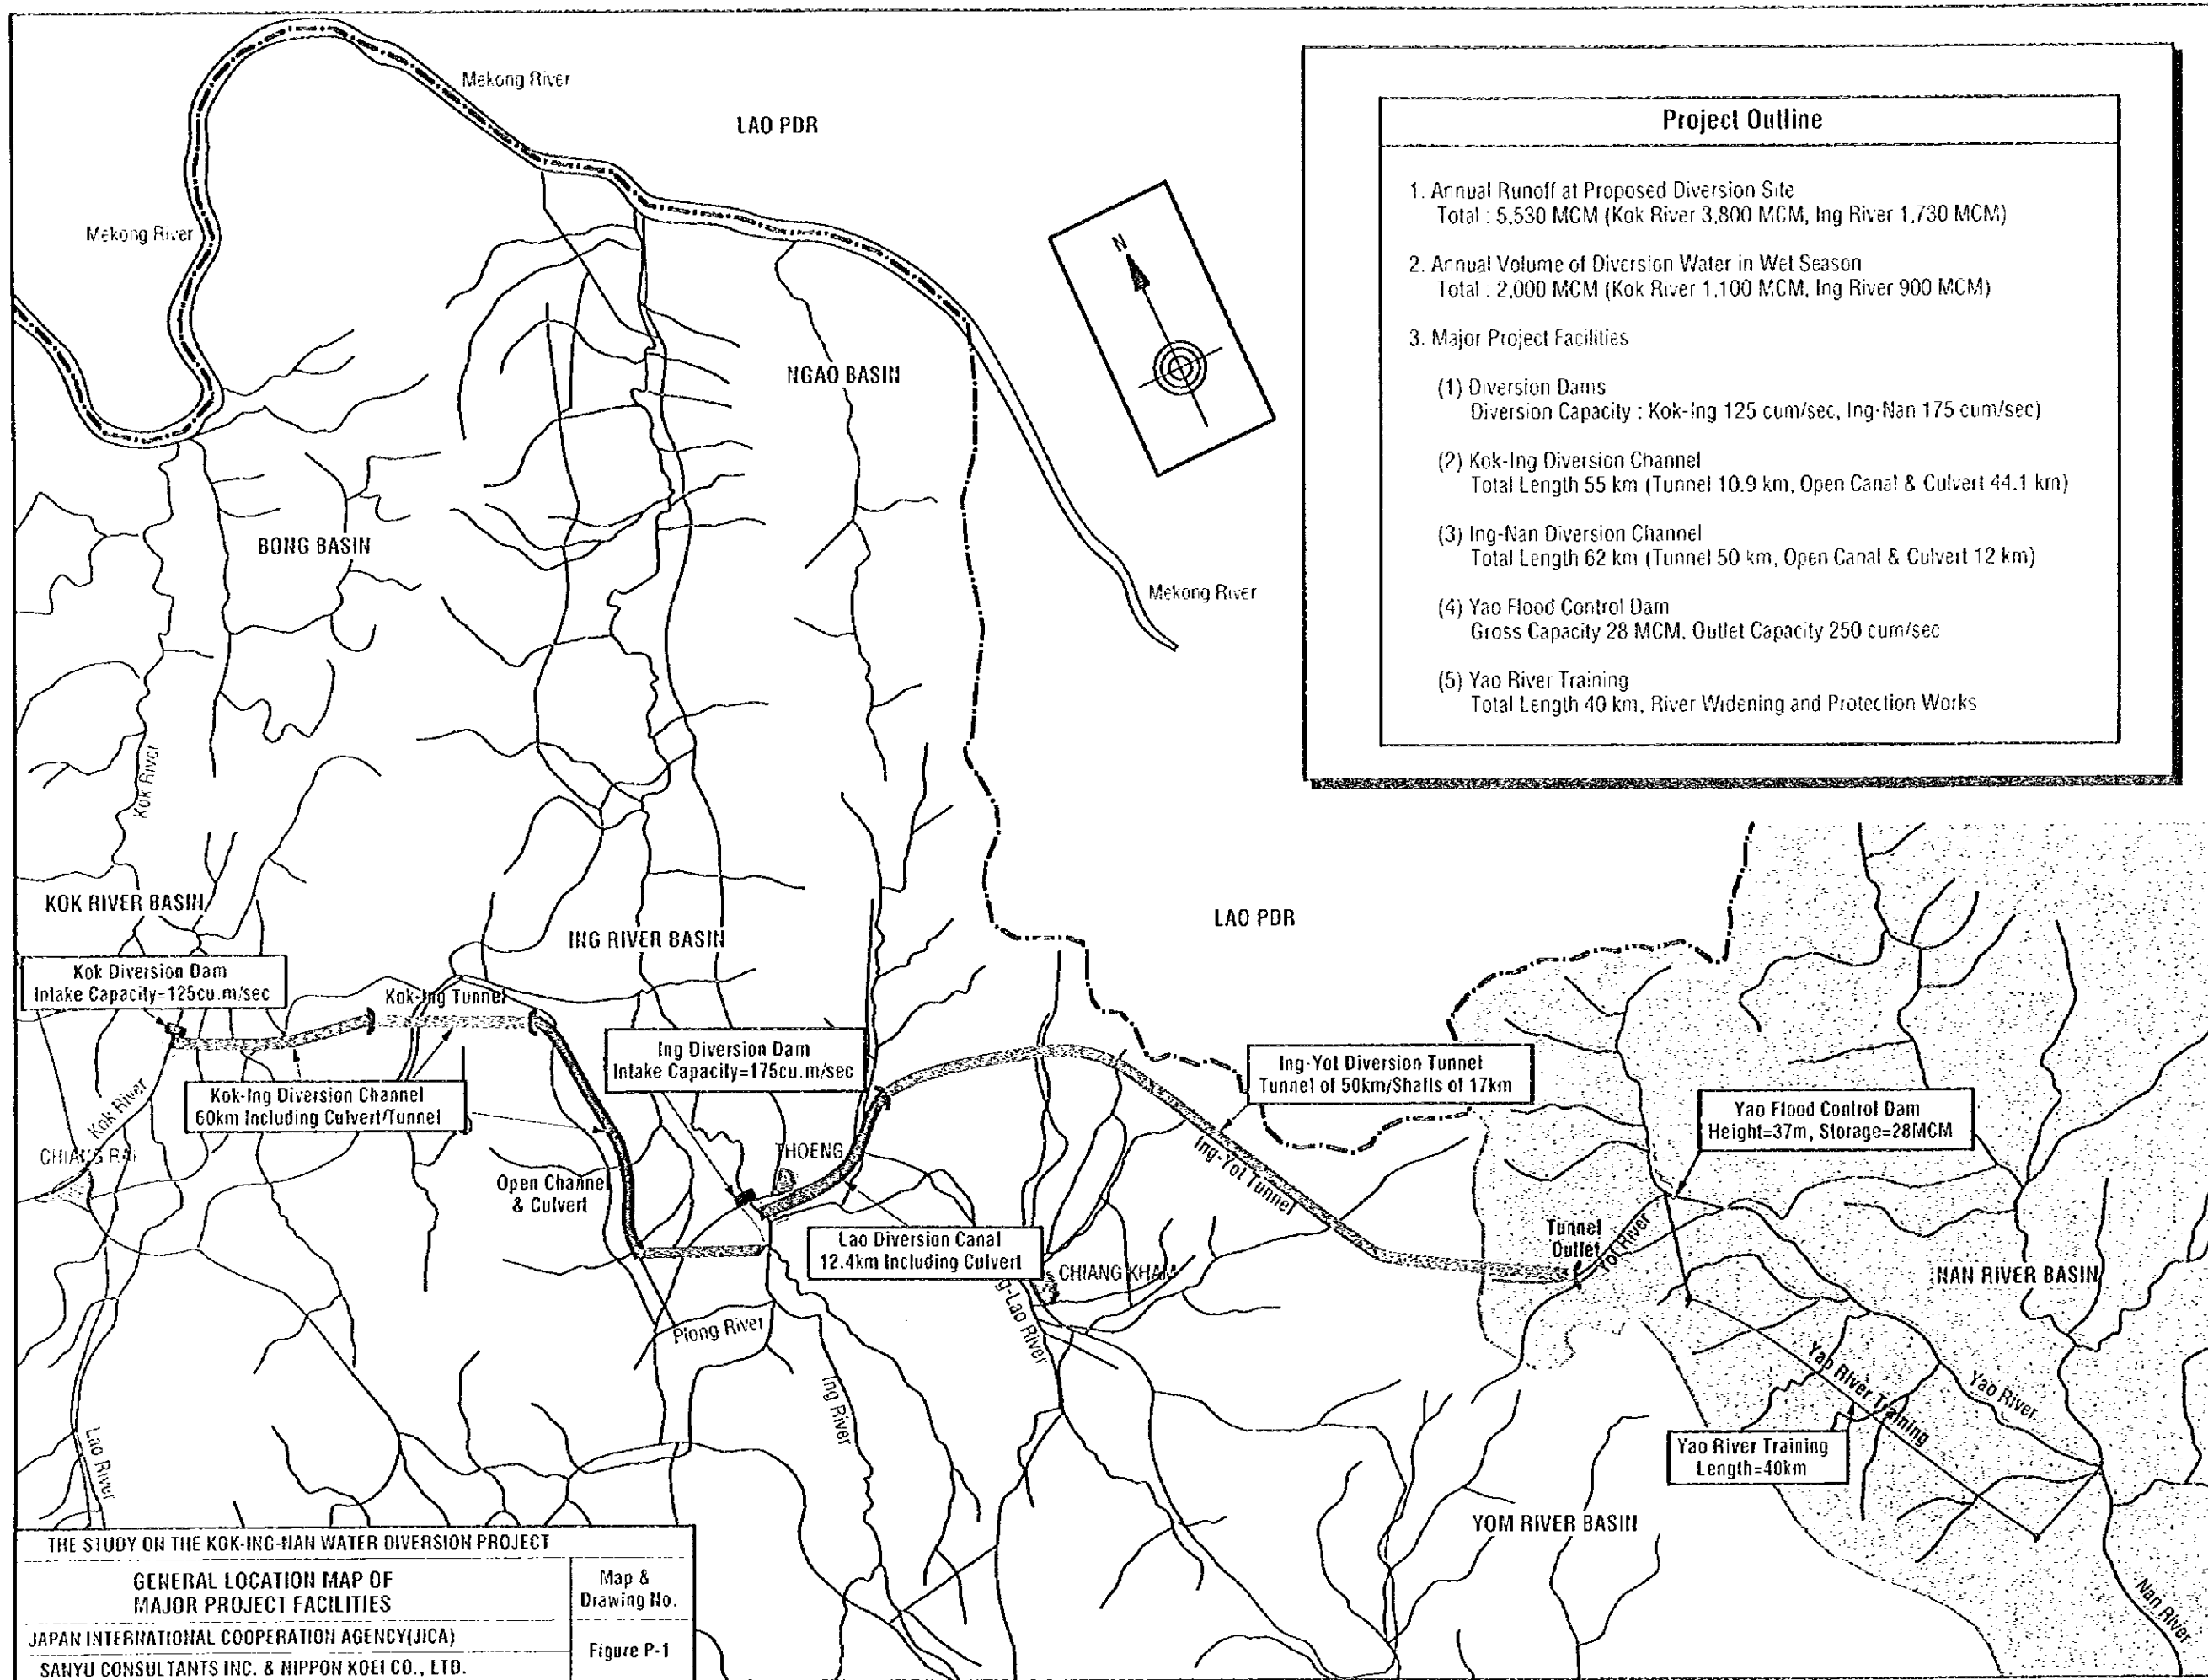 Mekong River
LAO PDR
Mekong River
N
NGAO BASIN
BONG BASIN
Mekong River
Kok River
KOK RIVER BASIN
ING RIVER BASIN
LAO PDR
Project Outline
1. Annual Runoff at Proposed Diversion Site
Total : 5,530 MCM (Kok River 3,800 MCM, Ing River 1,730 MCM)
2. Annual Volume of Diversion Water in Wet Season
Total : 2,000 MCM (Kok River 1,100 MCM, Ing River 900 MCM)
3. Major Project Facilities
(1) Diversion Dams
Diversion Capacity : Kok-Ing 125 cum/sec, Ing-Nan 175 cum/sec)
(2) Kok-Ing Diversion Channel
Total Length 55 km (Tunnel 10.9 km, Open Canal & Culvert 44.1 km)
(3) Ing-Nan Diversion Channel
Total Length 62 km (Tunnel 50 km, Open Canal & Culvert 12 km)
(4) Yao Flood Control Dam
Gross Capacity 28 MCM, Outlet Capacity 250 cum/sec
(5) Yao River Training
Total Length 40 km, River Widening and Protection Works
Kok Diversion Dam
Intake Capacity=125cu.m/sec
Kok-Ing Tunnel
Ing Diversion Dam
Intake Capacity=175cu.m/sec
Ing-Yot Diversion Tunnel
Tunnel of 50km/Shafts of 17km
Kok-Ing Diversion Channel
60km Including Culvert/Tunnel
Yao Flood Control Dam
Height=37m, Storage=28MCM
Kok River
CHIANG RAI
THOENG
Ing-Yot Tunnel
Open Channel
& Culvert
Lao Diversion Canal
12.4km Including Culvert
CHIANG KHAM
Tunnel
Outlet
Yot River
NAN RIVER BASIN
Plong River
g-Lao River
Ing River
Lao River
Yao River Training
Yao River
Yao River Training
Length=40km
YOM RIVER BASIN
Nan River
THE STUDY ON THE KOK-ING-NAN WATER DIVERSION PROJECT
GENERAL LOCATION MAP OF
MAJOR PROJECT FACILITIES
Map &
Drawing No.
JAPAN INTERNATIONAL COOPERATION AGENCY(JICA)
Figure P-1
SANYU CONSULTANTS INC. & NIPPON KOEI CO., LTD.